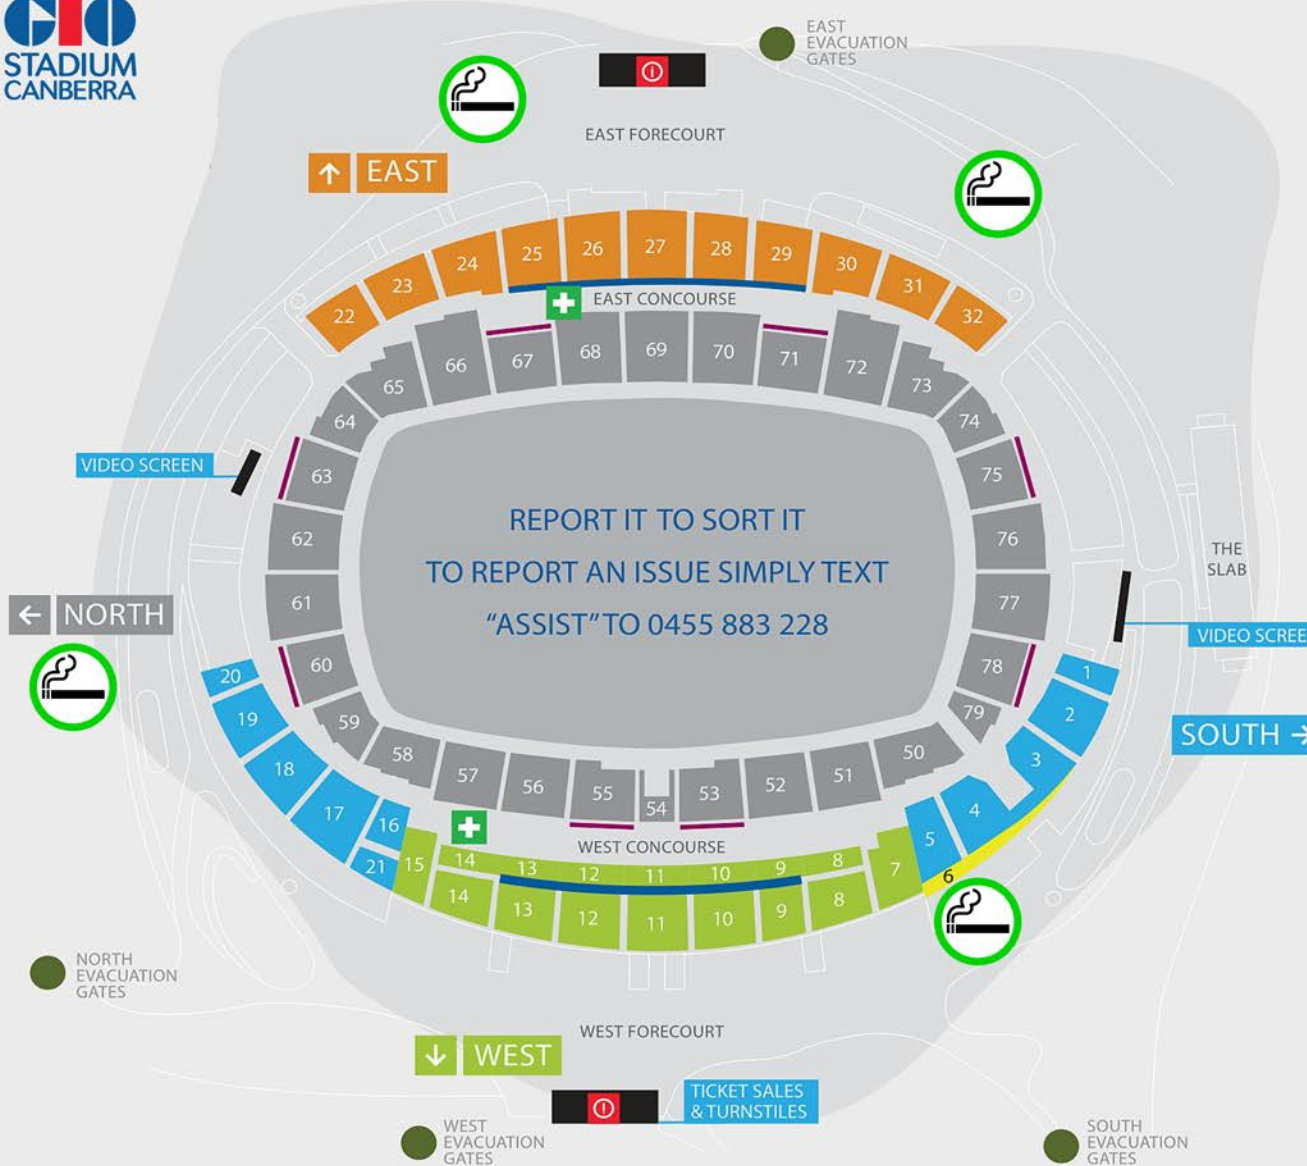 GIO
STADIUM
CANBERRA
EAST
EVACUATION
GATES
EAST FORECOURT
EAST
22
23
24
25
26
27
28
29
30
31
32
EAST CONCOURSE
64
65
66
67
68
69
70
71
72
73
74
63
75
VIDEO SCREEN
62
76
REPORT IT TO SORT IT
TO REPORT AN ISSUE SIMPLY TEXT
“ASSIST” TO 0455 883 228
THE
SLAB
NORTH
61
77
VIDEO SCREE
60
78
20
19
18
17
16
21
59
58
57
56
55
54
53
52
51
50
79
1
2
3
4
5
6
SOUTH
WEST CONCOURSE
15
14
13
12
11
10
9
8
7
14
13
12
11
10
9
8
NORTH
EVACUATION
GATES
WEST FORECOURT
WEST
TICKET SALES
& TURNSTILES
WEST
EVACUATION
GATES
SOUTH
EVACUATION
GATES